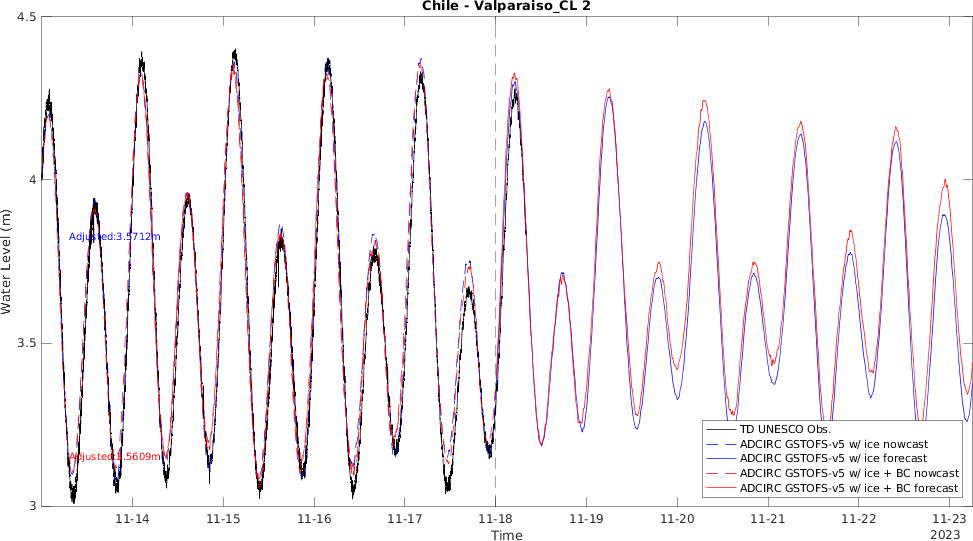 Chile - Valparaiso_CL 2
4.5
4
3.5
3
Water Level (m)
Adjusted:3.5712m
Adjusted:3.5609m
TD UNESCO Obs.
ADCIRC GSTOFS-v5 w/ ice nowcast
ADCIRC GSTOFS-v5 w/ ice forecast
ADCIRC GSTOFS-v5 w/ ice + BC nowcast
ADCIRC GSTOFS-v5 w/ ice + BC forecast
11-14 11-15 11-16 11-17 11-18 11-19 11-20 11-21 11-22 11-23
Time
2023